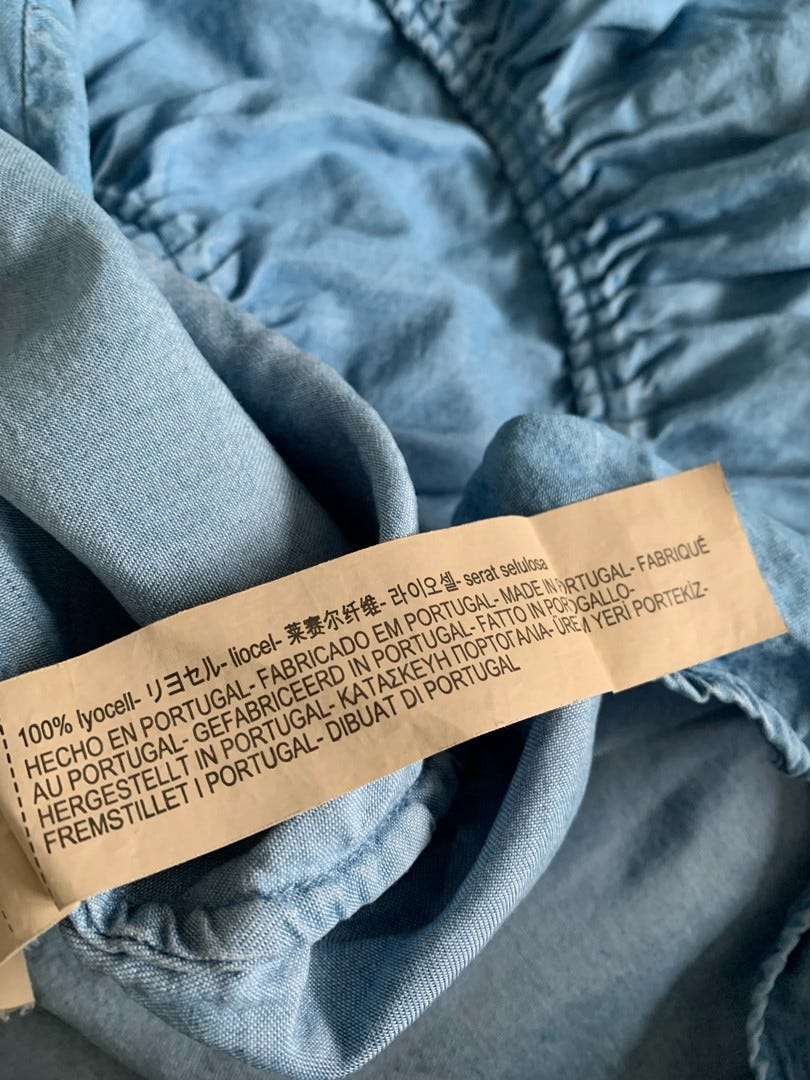 100% lyocell- リヨセル- liocel- 莱赛尔纤维- 라이오셀- serat selulosa
HECHO EN PORTUGAL- FABRICADO EM PORTUGAL- MADE IN PORTUGAL- FABRIQUÉ
AU PORTUGAL- GEFABRICEERD IN PORTUGAL- FATTO IN PORTOGALLO-
HERGESTELLT IN PORTUGAL- ΚΑΤΑΣΚΕΥΗ ΠΟΡΤΟΓΑΛΙΑ- ÜRETİM YERİ PORTEKİZ-
FREMSTILLET I PORTUGAL- DIBUAT DI PORTUGAL